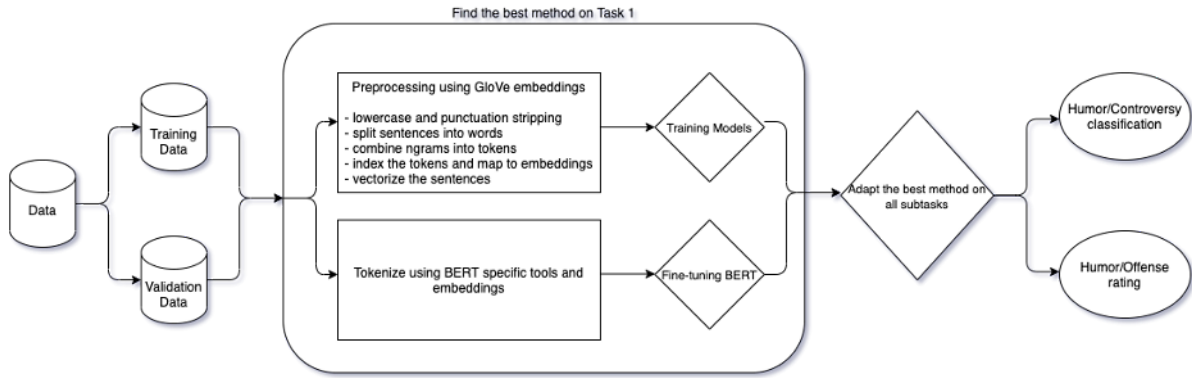 Find the best method on Task 1
Data
Training
Data
Validation
Data
Preprocessing using GloVe embeddings
- lowercase and punctuation stripping
- split sentences into words
- combine ngrams into tokens
- index the tokens and map to embeddings
- vectorize the sentences
Training Models
Tokenize using BERT specific tools and
embeddings
Fine-tuning BERT
Adapt the best method on
all subtasks
Humor/Controversy
classification
Humor/Offense
rating